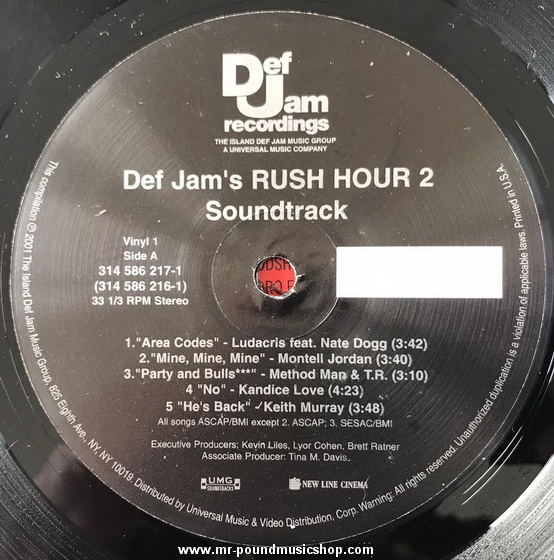 Def
Jam
recordings
THE ISLAND DEF JAM MUSIC GROUP
A UNIVERSAL MUSIC COMPANY
Def Jam's RUSH HOUR 2
Soundtrack
Vinyl 1
Side A
314 586 217-1
(314 586 216-1)
33 1/3 RPM Stereo
1."Area Codes" - Ludacris feat. Nate Dogg (3:42)
2."Mine, Mine, Mine" - Montell Jordan (3:40)
3."Party and Bulls***" - Method Man & T.R. (3:10)
4 "No" - Kandice Love (4:23)
5 "He's Back" - Keith Murray (3:48)
All songs ASCAP/BMI except 2. ASCAP; 3. SESAC/BMI
Executive Producers: Kevin Liles, Lyor Cohen, Brett Ratner
Associate Producer: Tina M. Davis.
UMG
SOUNDTRACKS
NEW LINE CINEMA
This compilation ℗ 2001 The Island Def Jam Music Group, 825 Eighth Ave. NY, NY 10019. Distributed by Universal Music & Video Distribution, Corp. Warning: All rights reserved. Unauthorized duplication is a violation of applicable laws. Printed in U.S.A.
www.mr-poundmusicshop.com